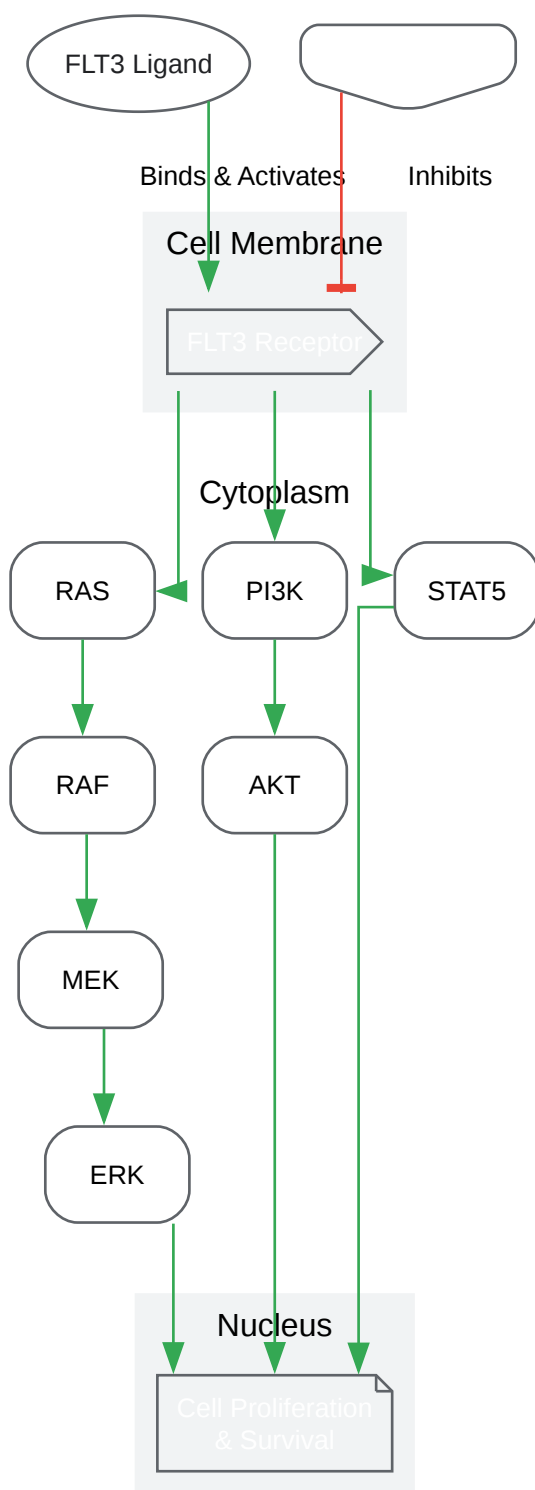 FLT3 Ligand
Binds & Activates
Inhibits
Cell Membrane
FLT3 Receptor
Cytoplasm
RAS
PI3K
STAT5
RAF
AKT
MEK
ERK
Nucleus
Cell Proliferation
& Survival